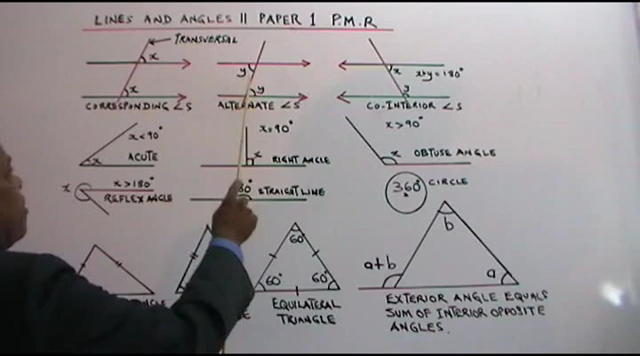 LINES AND ANGLES II PAPER 1 P.M.R
TRANSVERSAL
x
x
CORRESPONDING ∠S
y
y
ALTERNATE ∠S
x x+y=180°
y
CO-INTERIOR ∠S
x<90°
x
ACUTE
x=90°
x
RIGHT ANGLE
x>90°
x
OBTUSE ANGLE
x x>180°
REFLEX ANGLE
STRAIGHT LINE
360° CIRCLE
60°
60° 60°
EQUILATERAL
TRIANGLE
b
a+b
a
EXTERIOR ANGLE EQUALS
SUM OF INTERIOR OPPOSITE
ANGLES.